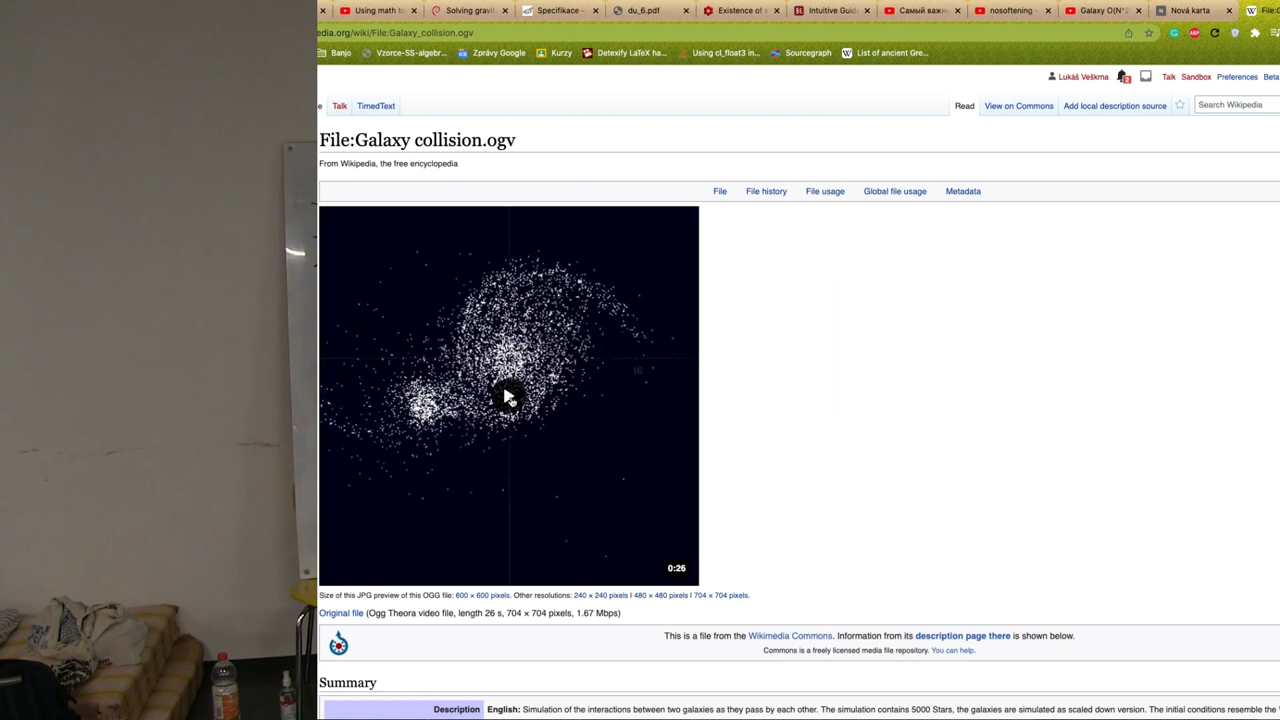 Using math to
Solving gravit
Specifikace -
du_6.pdf
Existence of
Intuitive Guid
Самый важн
nosoftening -
Galaxy O(N^2
Nová karta
File:G
edia.org/wiki/File:Galaxy_collision.ogv
Banjo
Vzorce-SS-algebr...
Zprávy Google
Kurzy
Detexify LaTeX ha...
Using cl_float3 in...
Sourcegraph
List of ancient Gre...
Lukáš Veškrna
Talk
Sandbox
Preferences
Beta
e
Talk
TimedText
Read
View on Commons
Add local description source
Search Wikipedia
File:Galaxy collision.ogv
From Wikipedia, the free encyclopedia
File
File history
File usage
Global file usage
Metadata
10
0:26
Size of this JPG preview of this OGG file: 600 × 600 pixels. Other resolutions: 240 × 240 pixels | 480 × 480 pixels | 704 × 704 pixels.
Original file (Ogg Theora video file, length 26 s, 704 × 704 pixels, 1.67 Mbps)
This is a file from the Wikimedia Commons. Information from its description page there is shown below.
Commons is a freely licensed media file repository. You can help.
Summary
Description
English: Simulation of the interactions between two galaxies as they pass by each other. The simulation contains 5000 Stars, the galaxies are simulated as scaled down version. The initial conditions resemble the